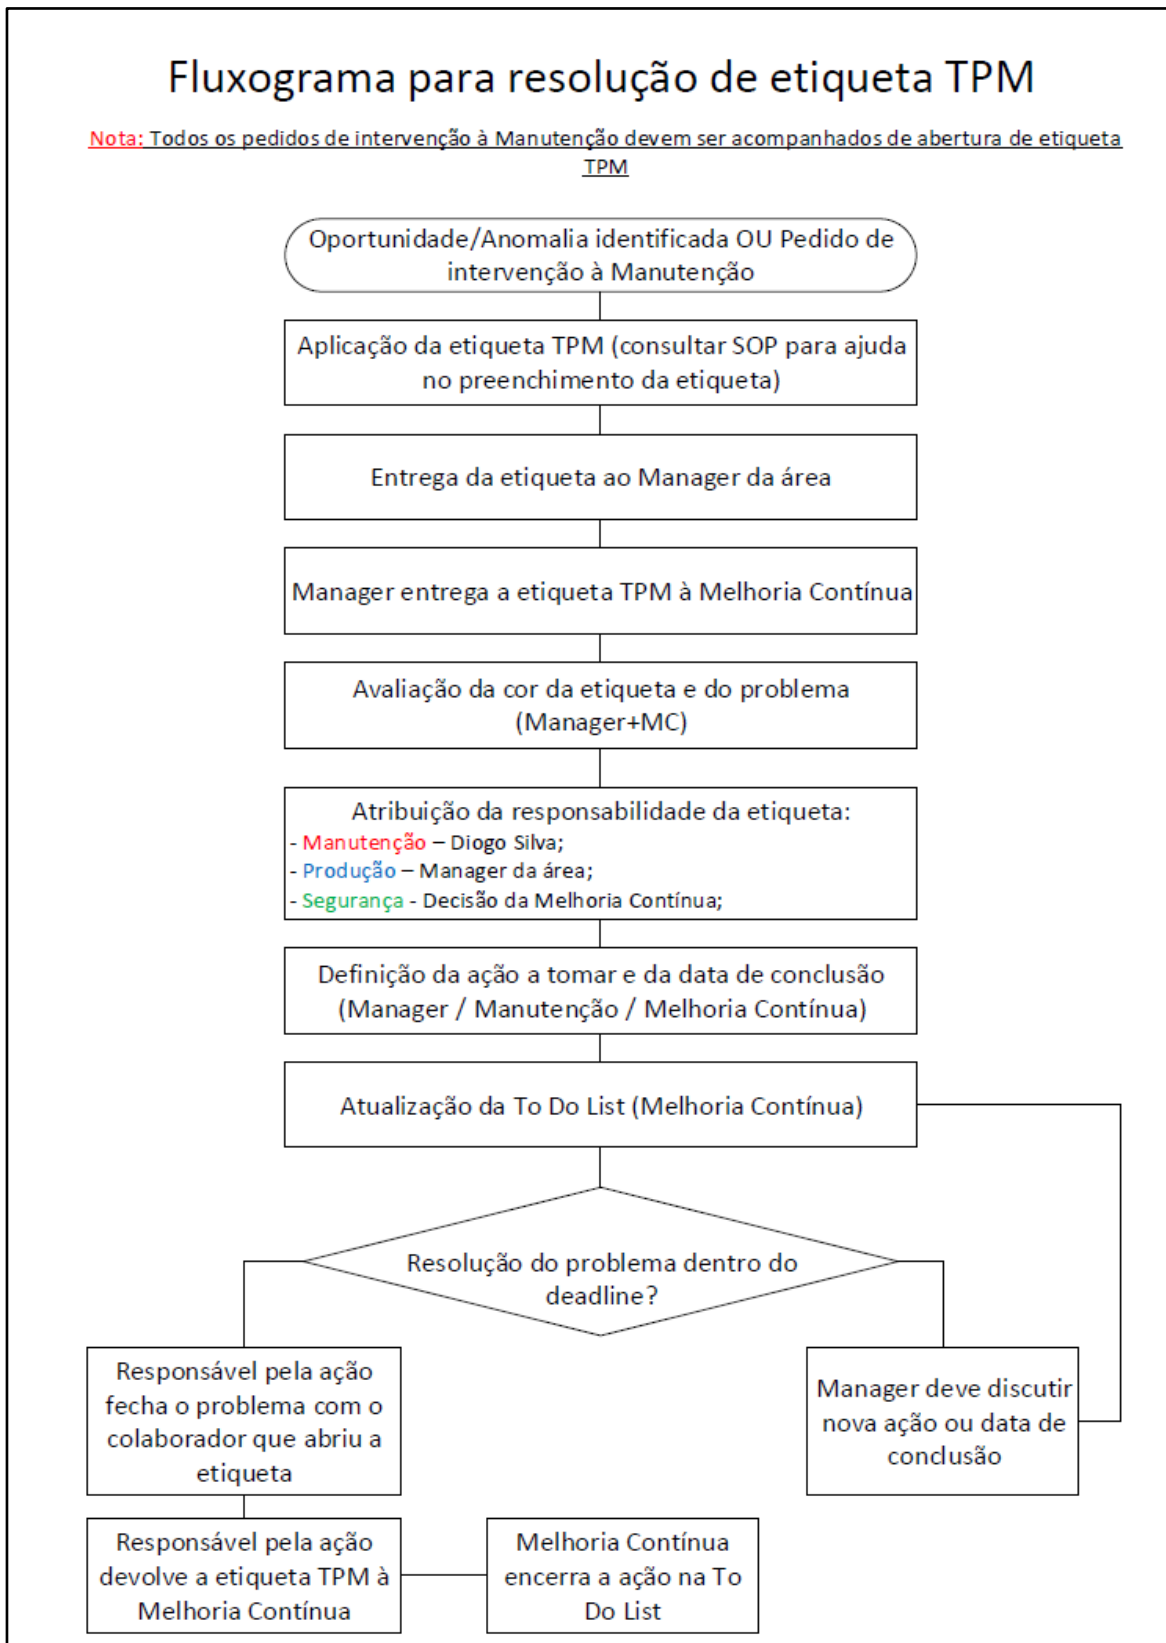 Fluxograma para resolução de etiqueta TPM
Nota: Todos os pedidos de intervenção à Manutenção devem ser acompanhados de abertura de etiqueta
TPM
Oportunidade/Anomalia identificada OU Pedido de
intervenção à Manutenção
Aplicação da etiqueta TPM (consultar SOP para ajuda
no preenchimento da etiqueta)
Entrega da etiqueta ao Manager da área
Manager entrega a etiqueta TPM à Melhoria Contínua
Avaliação da cor da etiqueta e do problema
(Manager+MC)
Atribuição da responsabilidade da etiqueta:
- Manutenção – Diogo Silva;
- Produção – Manager da área;
- Segurança - Decisão da Melhoria Contínua;
Definição da ação a tomar e da data de conclusão
(Manager / Manutenção / Melhoria Contínua)
Atualização da To Do List (Melhoria Contínua)
Resolução do problema dentro do
deadline?
Responsável pela ação
fecha o problema com o
colaborador que abriu a
etiqueta
Manager deve discutir
nova ação ou data de
conclusão
Responsável pela ação
devolve a etiqueta TPM à
Melhoria Contínua
Melhoria Contínua
encerra a ação na To
Do List